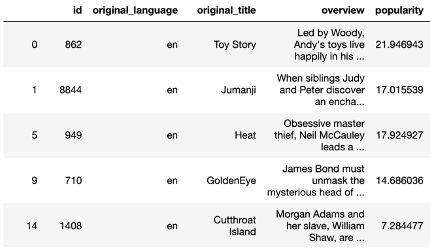 id original_language original_title overview popularity
0 862 en Toy Story Led by Woody, Andy's toys live happily in his ... 21.946943
1 8844 en Jumanji When siblings Judy and Peter discover an encha... 17.015539
5 949 en Heat Obsessive master thief, Neil McCauley leads a ... 17.924927
9 710 en GoldenEye James Bond must unmask the mysterious head of ... 14.686036
14 1408 en Cutthroat Island Morgan Adams and her slave, William Shaw, are ... 7.284477